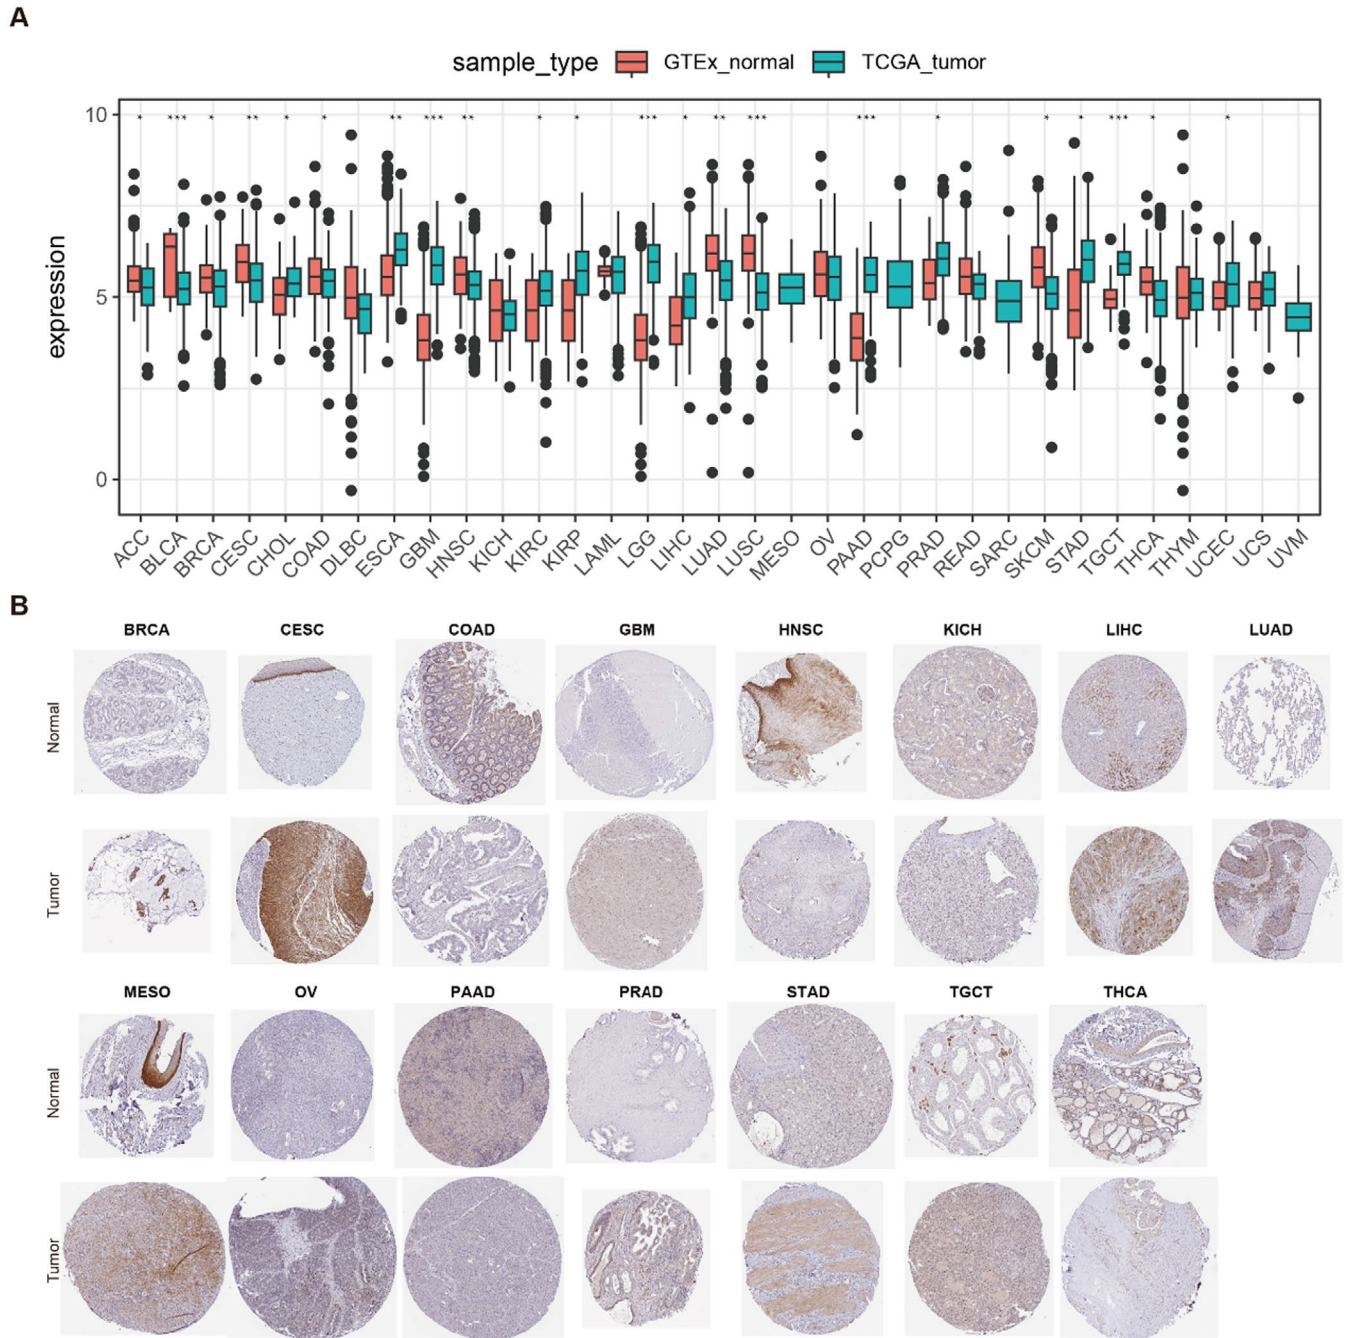 A
sample_type GTEx_normal TCGA_tumor
* *** * ** * * ** *** ** * * *** * ** *** *** * * * *** * *
10
5
0
expression
ACC BLCA BRCA CESC CHOL COAD DLBC ESCA GBM HNSC KICH KIRC KIRP LAML LGG LIHC LUAD LUSC MESO OV PAAD PCPG PRAD READ SARC SKCM STAD TGCT THCA THYM UCEC UCS UVM
B
BRCA CESC COAD GBM HNSC KICH LIHC LUAD
Normal
Tumor
MESO OV PAAD PRAD STAD TGCT THCA
Normal
Tumor